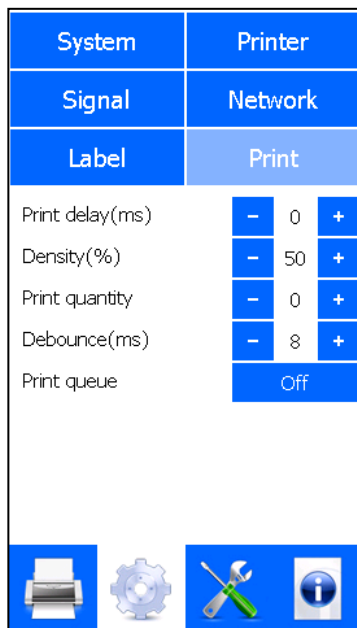 System Printer
Signal Network
Label Print
Print delay(ms) - 0 +
Density(%) - 50 +
Print quantity - 0 +
Debounce(ms) - 8 +
Print queue Off